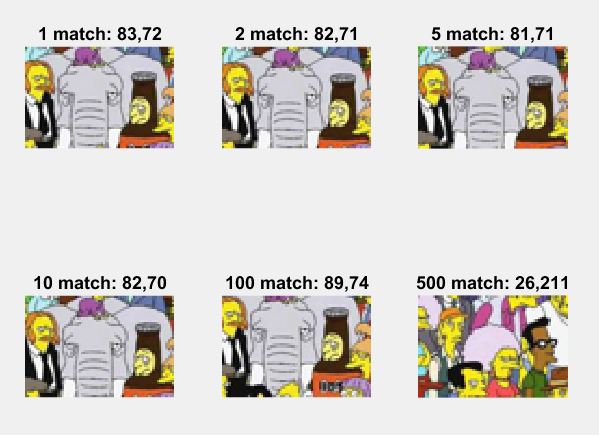 1 match: 83,72
2 match: 82,71
5 match: 81,71
10 match: 82,70
100 match: 89,74
500 match: 26,211